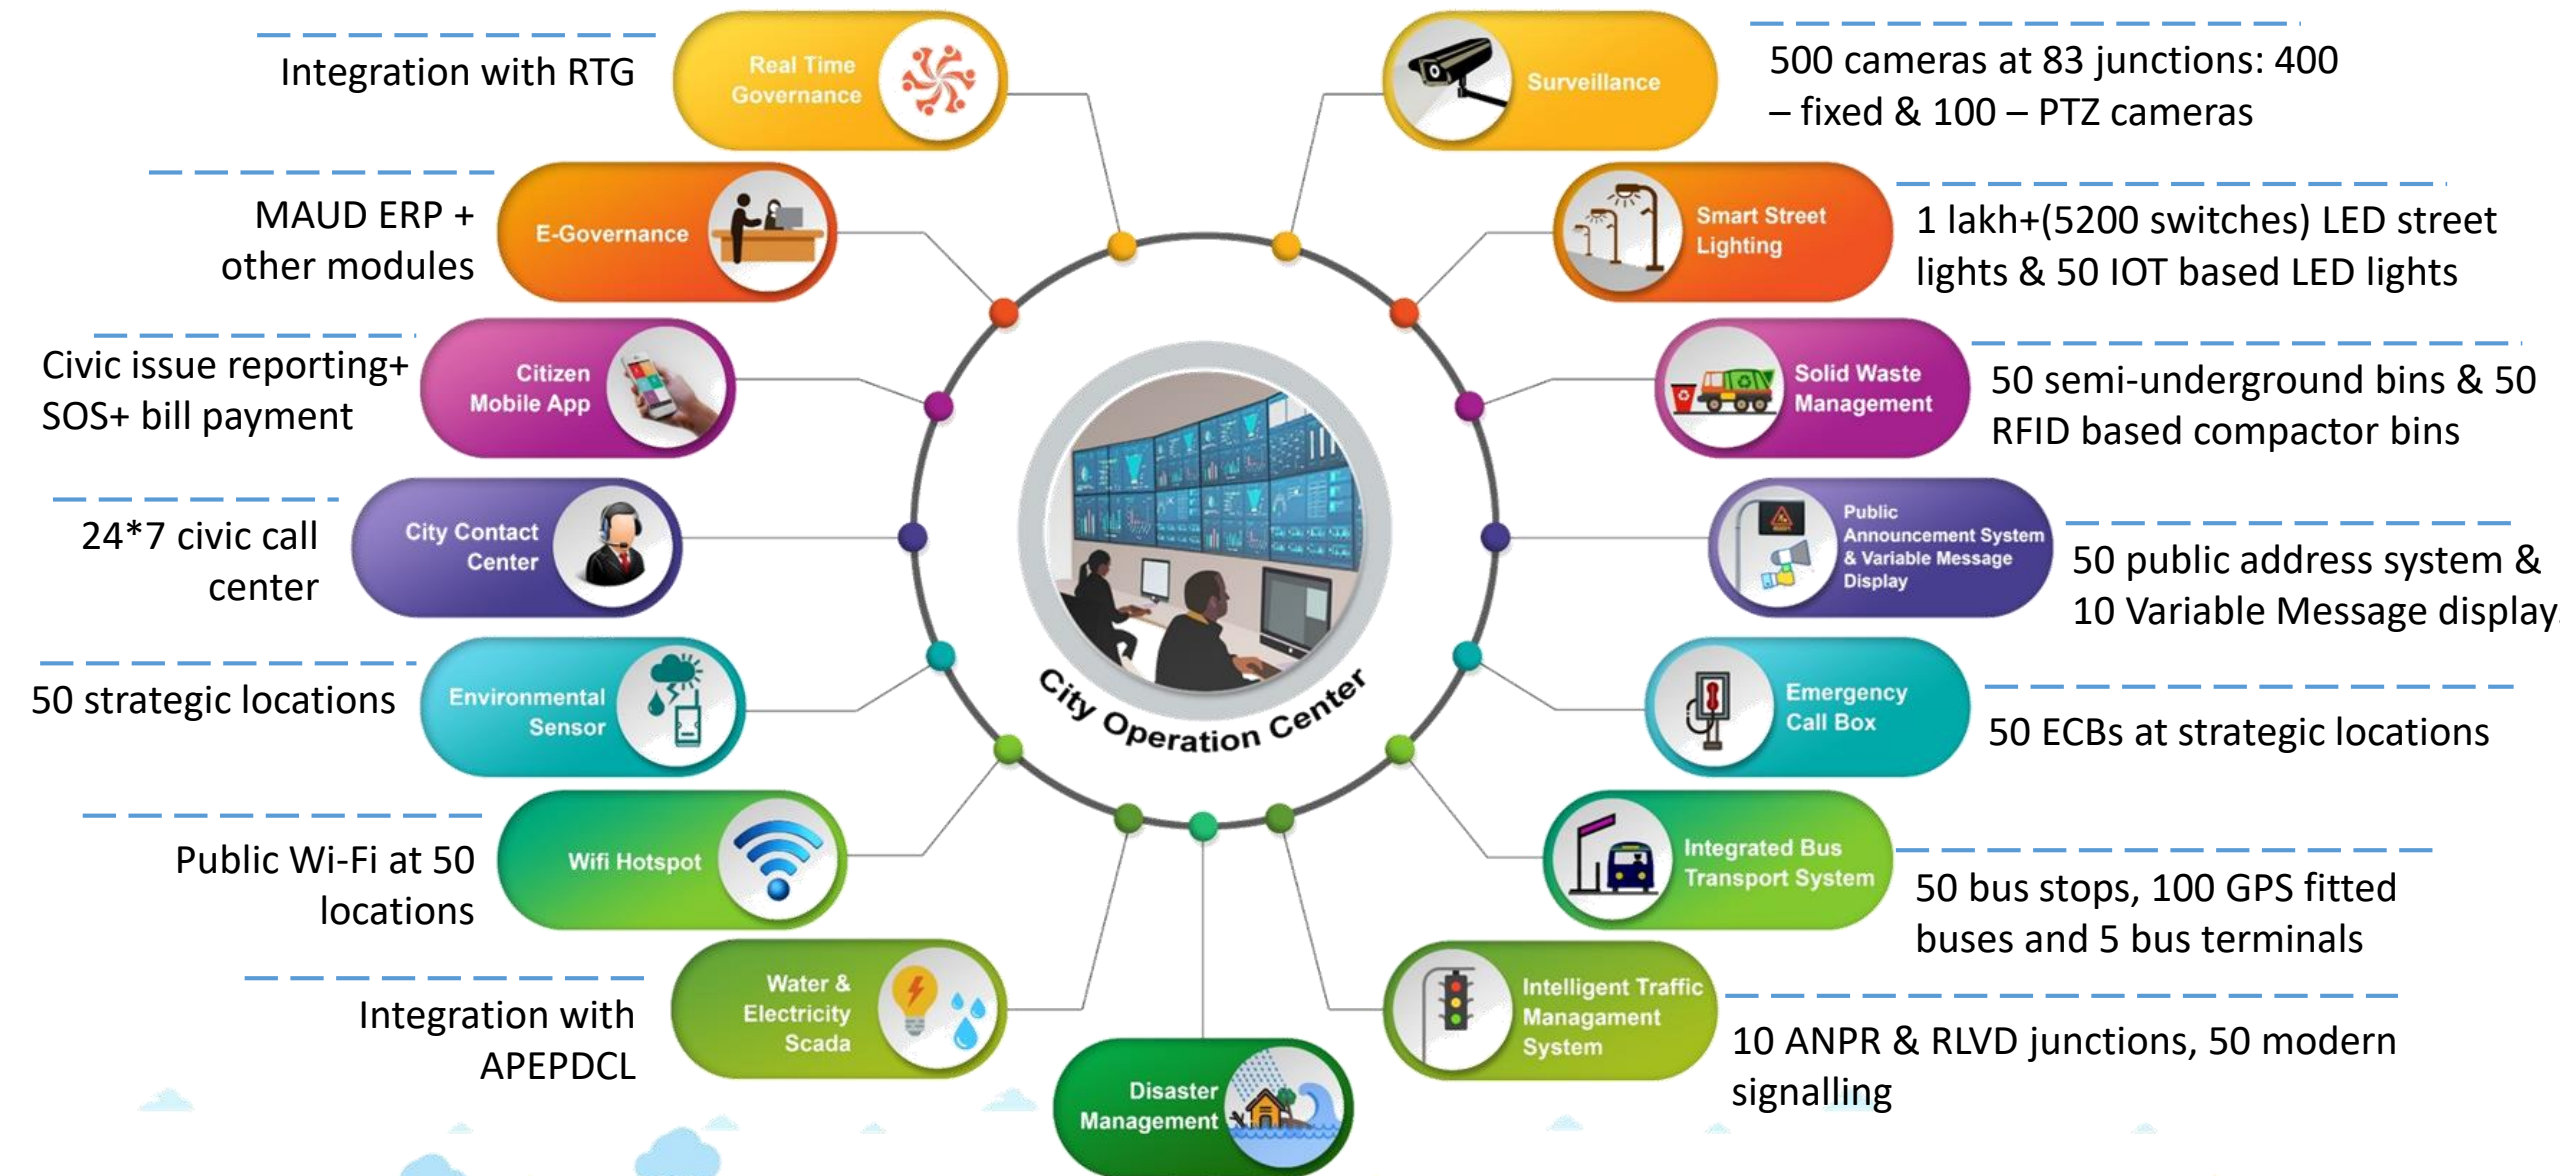 Integration with RTG
Real Time
Governance
MAUD ERP +
other modules
E-Governance
Civic issue reporting+
SOS+ bill payment
Citizen
Mobile App
24*7 civic call
center
City Contact
Center
50 strategic locations
Environmental
Sensor
Public Wi-Fi at 50
locations
Wifi Hotspot
Integration with
APEPDCL
Water &
Electricity
Scada
City Operation Center
Disaster
Management
Surveillance
500 cameras at 83 junctions: 400
– fixed & 100 – PTZ cameras
Smart Street
Lighting
1 lakh+(5200 switches) LED street
lights & 50 IOT based LED lights
Solid Waste
Management
50 semi-underground bins & 50
RFID based compactor bins
Public
Announcement System
& Variable Message
Display
50 public address system &
10 Variable Message display
Emergency
Call Box
50 ECBs at strategic locations
Integrated Bus
Transport System
50 bus stops, 100 GPS fitted
buses and 5 bus terminals
Intelligent Traffic
Managament
System
10 ANPR & RLVD junctions, 50 modern
signalling